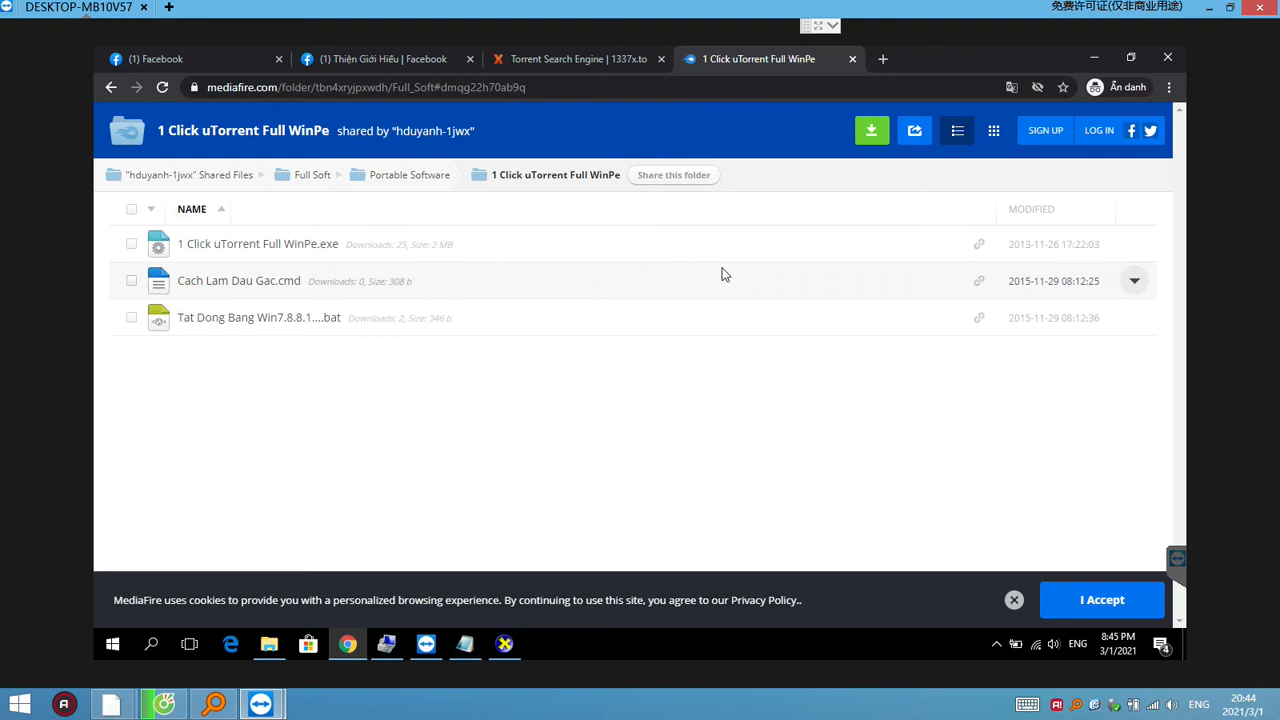 DESKTOP-MB10V57
免费许可证(仅非商业用途)
(1) Facebook
(1) Thiện Giới Hiếu | Facebook
Torrent Search Engine | 1337x.to
1 Click uTorrent Full WinPe
mediafire.com/folder/tbn4xryjpxwdh/Full_Soft#dmqg22h70ab9q
Ẩn danh
1 Click uTorrent Full WinPe shared by "hduyanh-1jwx"
SIGN UP
LOG IN
"hduyanh-1jwx" Shared Files
Full Soft
Portable Software
1 Click uTorrent Full WinPe
Share this folder
NAME
MODIFIED
1 Click uTorrent Full WinPe.exe Downloads: 25, Size: 2 MB
2013-11-26 17:22:03
Cach Lam Dau Gac.cmd Downloads: 0, Size: 308 b
2015-11-29 08:12:25
Tat Dong Bang Win7.8.8.1....bat Downloads: 2, Size: 346 b
2015-11-29 08:12:36
MediaFire uses cookies to provide you with a personalized browsing experience. By continuing to use this site, you agree to our Privacy Policy..
I Accept
ENG
8:45 PM
3/1/2021
4
ENG
20:44
2021/3/1